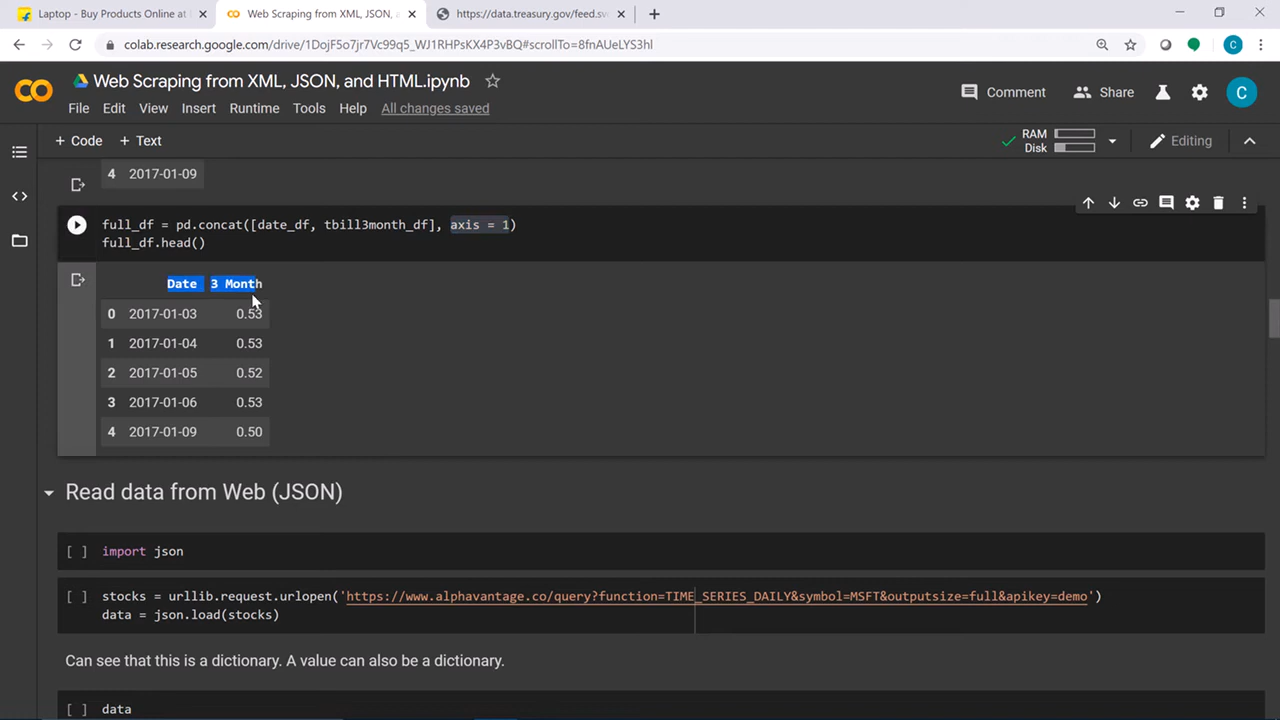 Laptop - Buy Products Online at
Web Scraping from XML, JSON, an
https://data.treasury.gov/feed.sv
colab.research.google.com/drive/1DojF5o7jr7Vc99q5_WJ1RHPsKX4P3vBQ#scrollTo=8fnAUeLYS3hl
Web Scraping from XML, JSON, and HTML.ipynb
File Edit View Insert Runtime Tools Help All changes saved
Comment Share C
+ Code + Text
RAM
Disk
Editing
4 2017-01-09
full_df = pd.concat([date_df, tbill3month_df], axis = 1)
full_df.head()
Date 3 Month
0 2017-01-03 0.53
1 2017-01-04 0.53
2 2017-01-05 0.52
3 2017-01-06 0.53
4 2017-01-09 0.50
Read data from Web (JSON)
[ ] import json
[ ] stocks = urllib.request.urlopen('https://www.alphavantage.co/query?function=TIME_SERIES_DAILY&symbol=MSFT&outputsize=full&apikey=demo')
data = json.load(stocks)
Can see that this is a dictionary. A value can also be a dictionary.
[ ] data